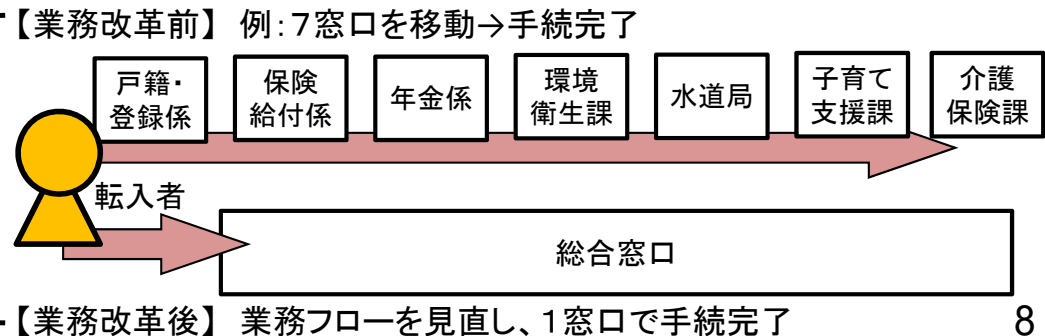 【業務改革前】 例：７窓口を移動→手続完了
戸籍・
登録係
保険
給付係
年金係
環境
衛生課
水道局
子育て
支援課
介護
保険課
転入者
総合窓口
【業務改革後】 業務フローを見直し、１窓口で手続完了
8